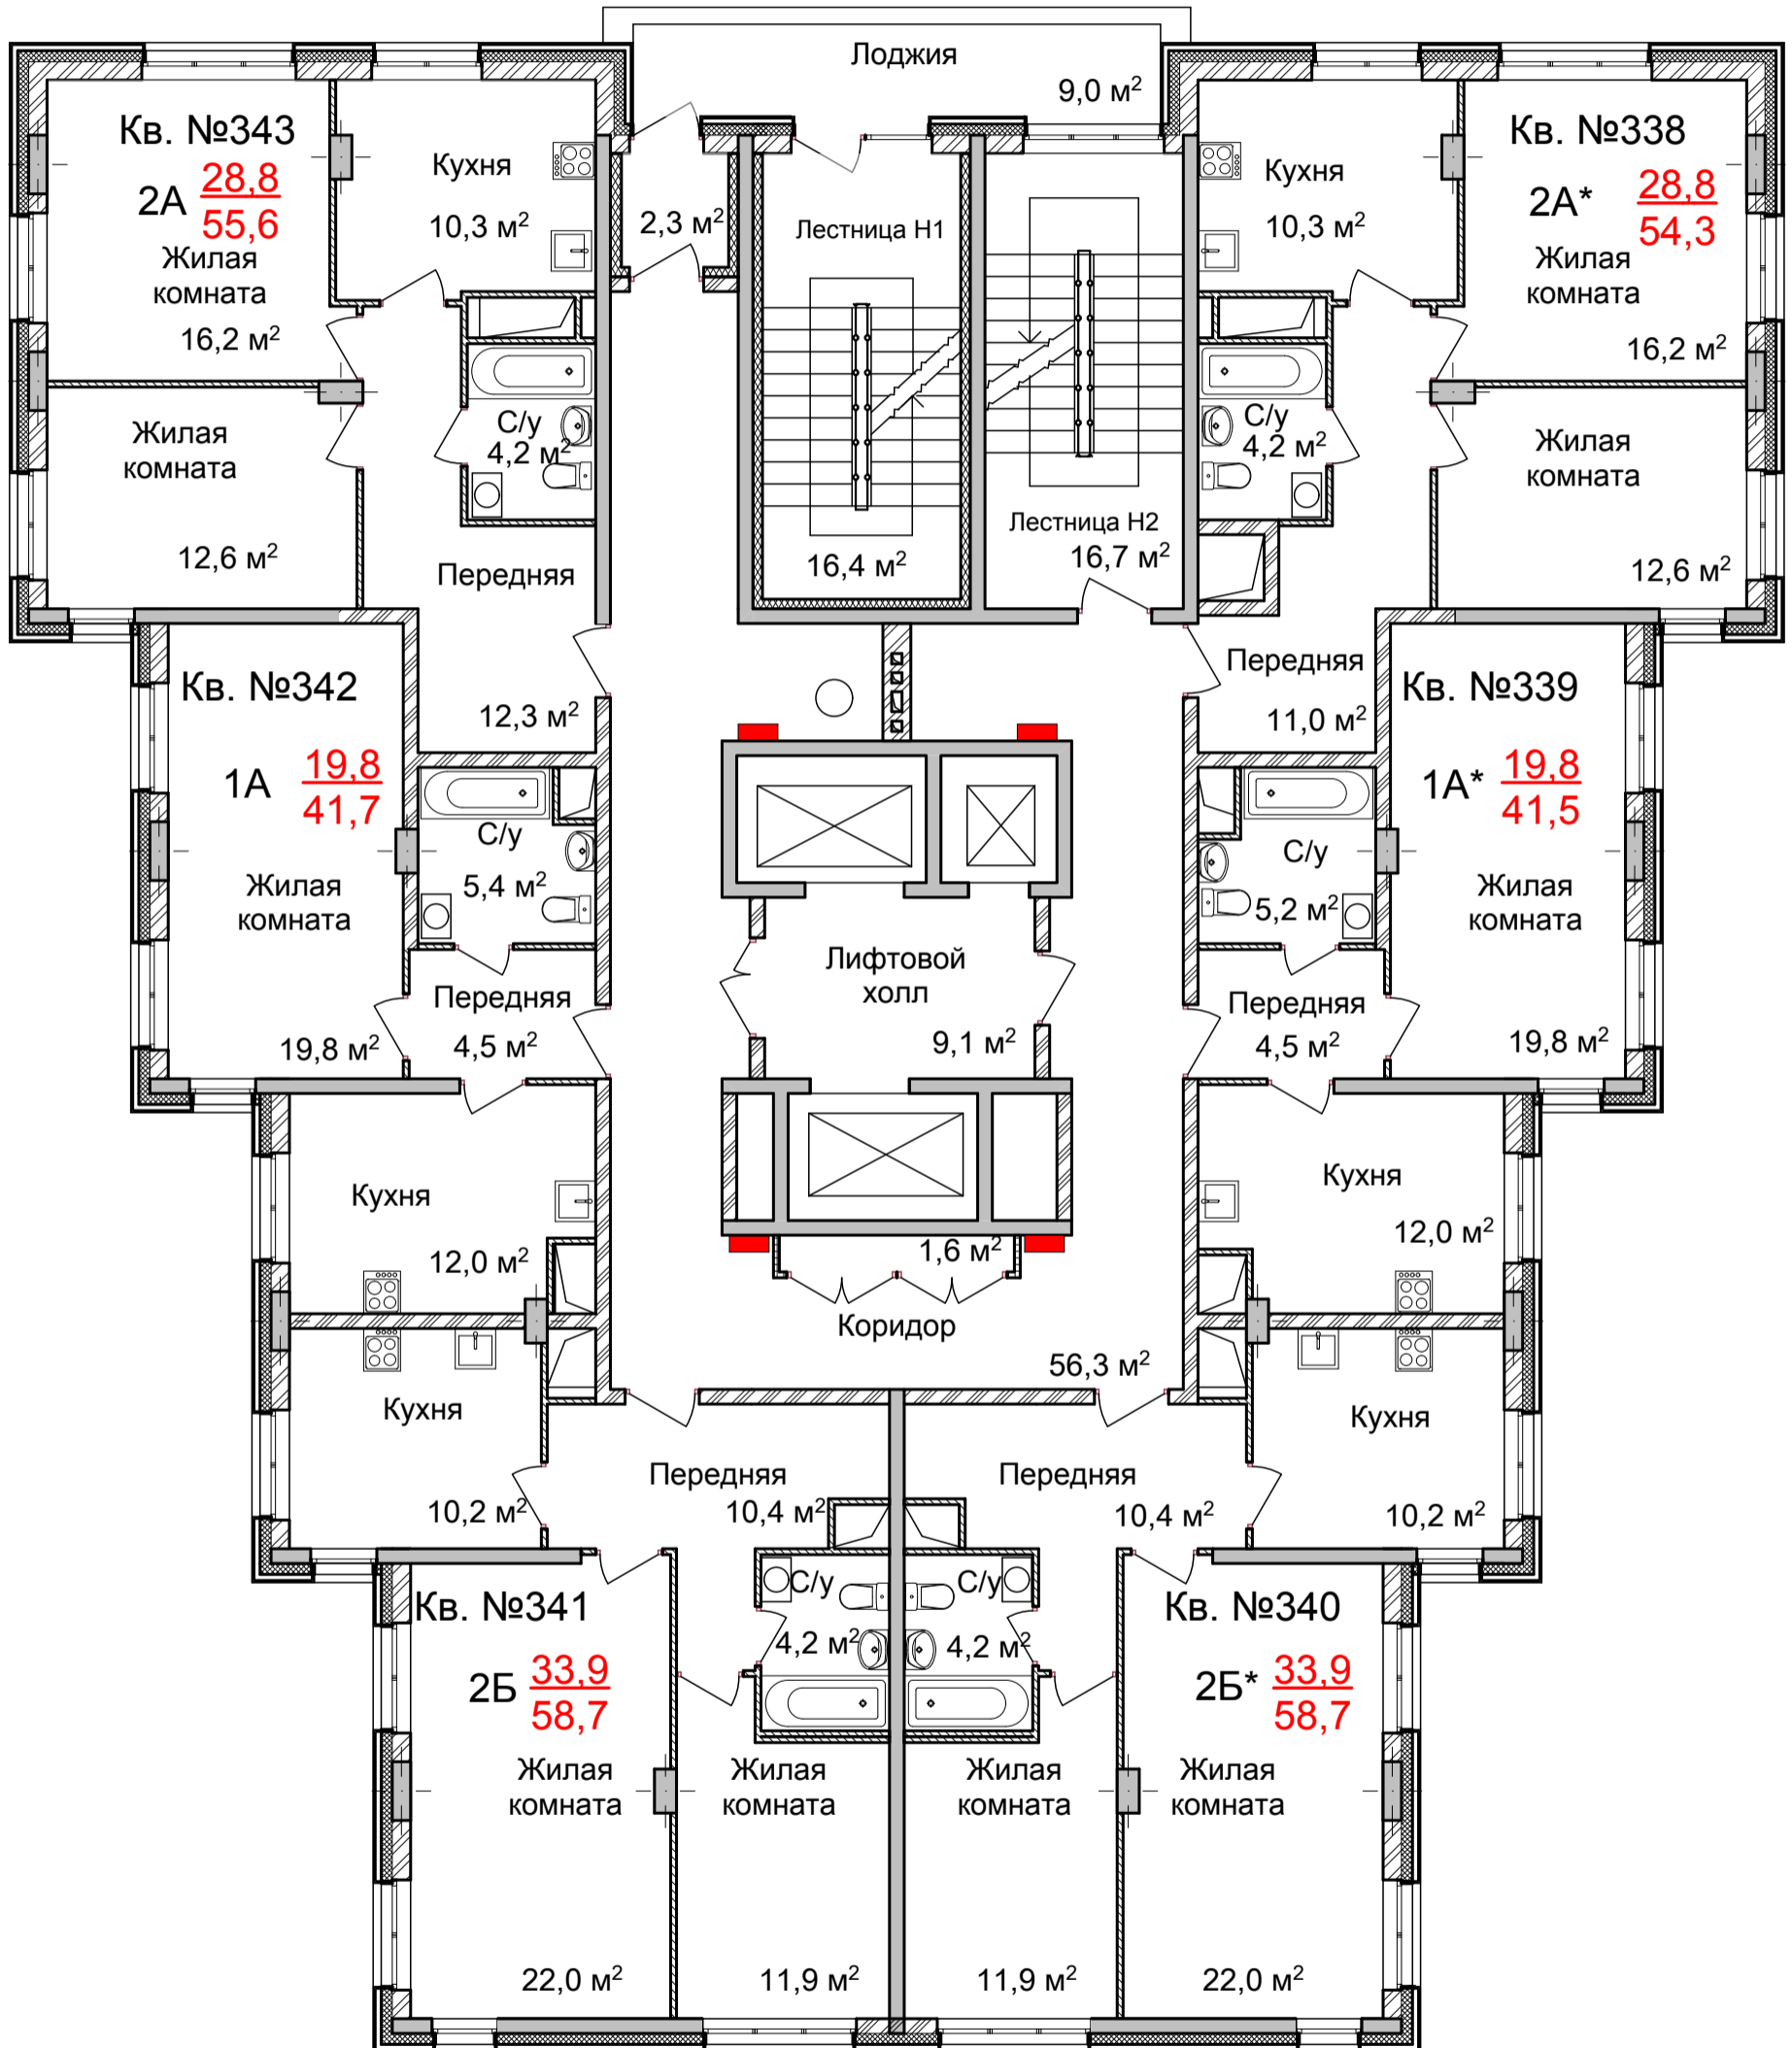 Лоджия
9,0 м²
Кв. №343
2А 28,8
55,6
Жилая
комната
16,2 м²
Кухня
10,3 м²
2,3 м²
Лестница Н1
16,4 м²
Лестница Н2
16,7 м²
Кухня
10,3 м²
Кв. №338
2А* 28,8
54,3
Жилая
комната
16,2 м²
Жилая
комната
12,6 м²
С/у
4,2 м²
Передняя
12,3 м²
С/у
4,2 м²
Жилая
комната
12,6 м²
Передняя
11,0 м²
Кв. №342
1А 19,8
41,7
Жилая
комната
19,8 м²
С/у
5,4 м²
Передняя
4,5 м²
Лифтовой
холл
9,1 м²
С/у
5,2 м²
Передняя
4,5 м²
Кв. №339
1А* 19,8
41,5
Жилая
комната
19,8 м²
Кухня
12,0 м²
1,6 м²
Коридор
56,3 м²
Кухня
12,0 м²
Кухня
10,2 м²
Передняя
10,4 м²
Передняя
10,4 м²
Кухня
10,2 м²
Кв. №341
2Б 33,9
58,7
Жилая
комната
22,0 м²
С/у
4,2 м²
Жилая
комната
11,9 м²
С/у
4,2 м²
Жилая
комната
11,9 м²
Кв. №340
2Б* 33,9
58,7
Жилая
комната
22,0 м²